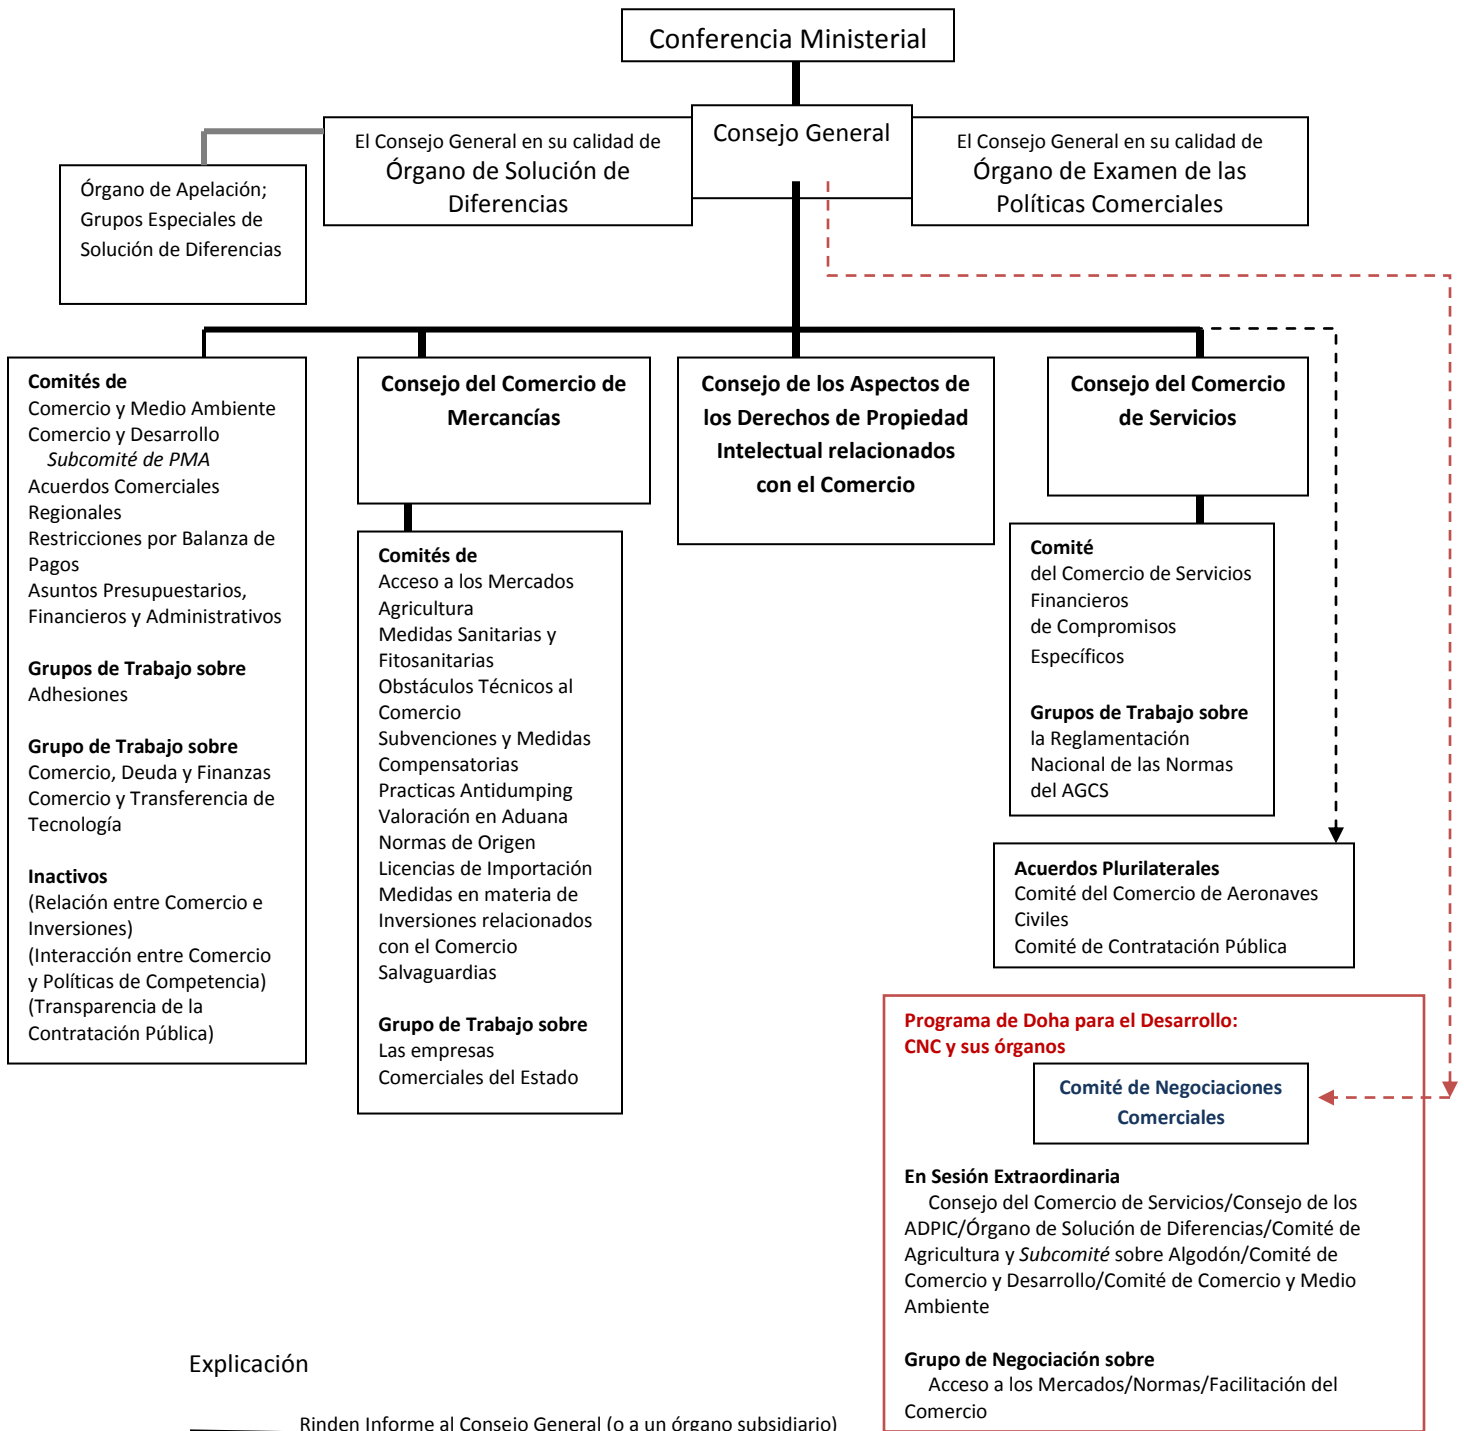 Conferencia Ministerial
El Consejo General en su calidad de
Órgano de Solución de
Diferencias
Consejo General
El Consejo General en su calidad de
Órgano de Examen de las
Políticas Comerciales
Órgano de Apelación;
Grupos Especiales de
Solución de Diferencias
Comités de
Comercio y Medio Ambiente
Comercio y Desarrollo
Subcomité de PMA
Acuerdos Comerciales
Regionales
Restricciones por Balanza de
Pagos
Asuntos Presupuestarios,
Financieros y Administrativos
Grupos de Trabajo sobre
Adhesiones
Grupo de Trabajo sobre
Comercio, Deuda y Finanzas
Comercio y Transferencia de
Tecnología
Inactivos
(Relación entre Comercio e
Inversiones)
(Interacción entre Comercio
y Políticas de Competencia)
(Transparencia de la
Contratación Pública)
Consejo del Comercio de
Mercancías
Comités de
Acceso a los Mercados
Agricultura
Medidas Sanitarias y
Fitosanitarias
Obstáculos Técnicos al
Comercio
Subvenciones y Medidas
Compensatorias
Practicas Antidumping
Valoración en Aduana
Normas de Origen
Licencias de Importación
Medidas en materia de
Inversiones relacionados
con el Comercio
Salvaguardias
Grupo de Trabajo sobre
Las empresas
Comerciales del Estado
Consejo de los Aspectos de
los Derechos de Propiedad
Intelectual relacionados
con el Comercio
Consejo del Comercio
de Servicios
Comité
del Comercio de Servicios
Financieros
de Compromisos
Específicos
Grupos de Trabajo sobre
la Reglamentación
Nacional de las Normas
del AGCS
Acuerdos Plurilaterales
Comité del Comercio de Aeronaves
Civiles
Comité de Contratación Pública
Programa de Doha para el Desarrollo:
CNC y sus órganos
Comité de Negociaciones
Comerciales
En Sesión Extraordinaria
Consejo del Comercio de Servicios/Consejo de los
ADPIC/Órgano de Solución de Diferencias/Comité de
Agricultura y Subcomité sobre Algodón/Comité de
Comercio y Desarrollo/Comité de Comercio y Medio
Ambiente
Grupo de Negociación sobre
Acceso a los Mercados/Normas/Facilitación del
Comercio
Explicación
Rinden Informe al Consejo General (o a un órgano subsidiario)